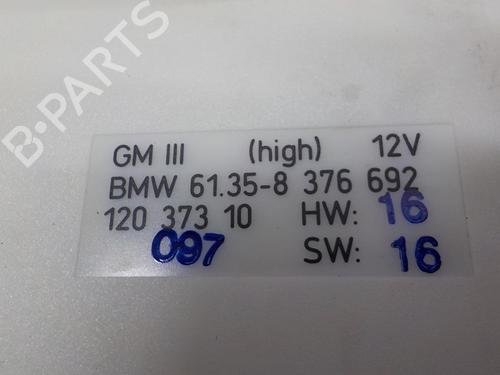 B-PARTS
GM III (high) 12V
BMW 61.35-8 376 692
120 373 10 HW: 16
097 SW: 16